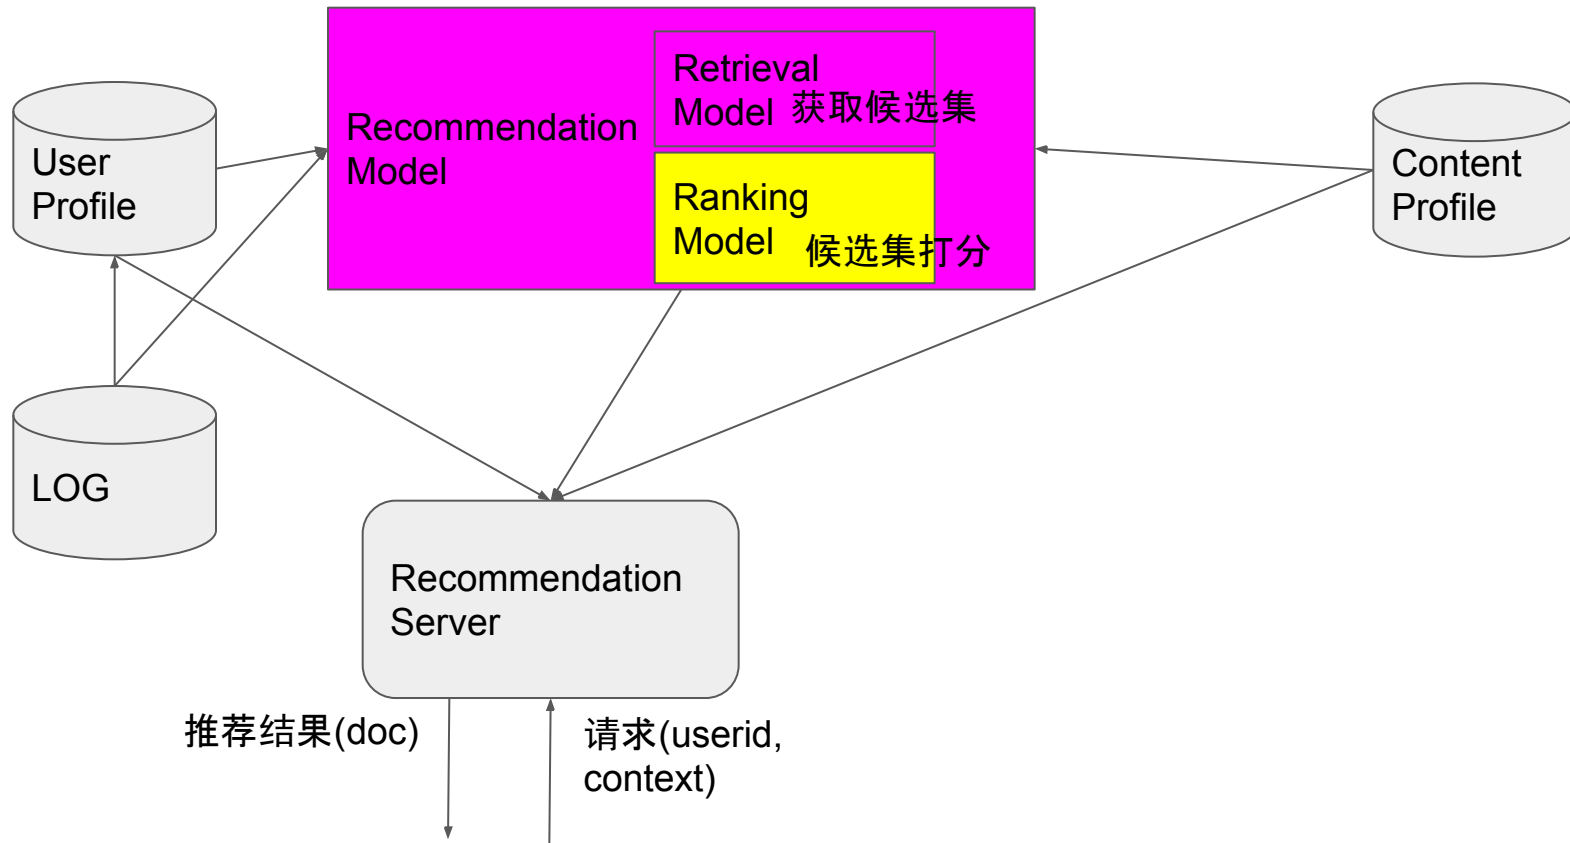 Retrieval
Model 获取候选集
Recommendation
Model
User
Profile
Ranking
Model 候选集打分
Content
Profile
LOG
Recommendation
Server
推荐结果(doc)
请求(userid,
context)